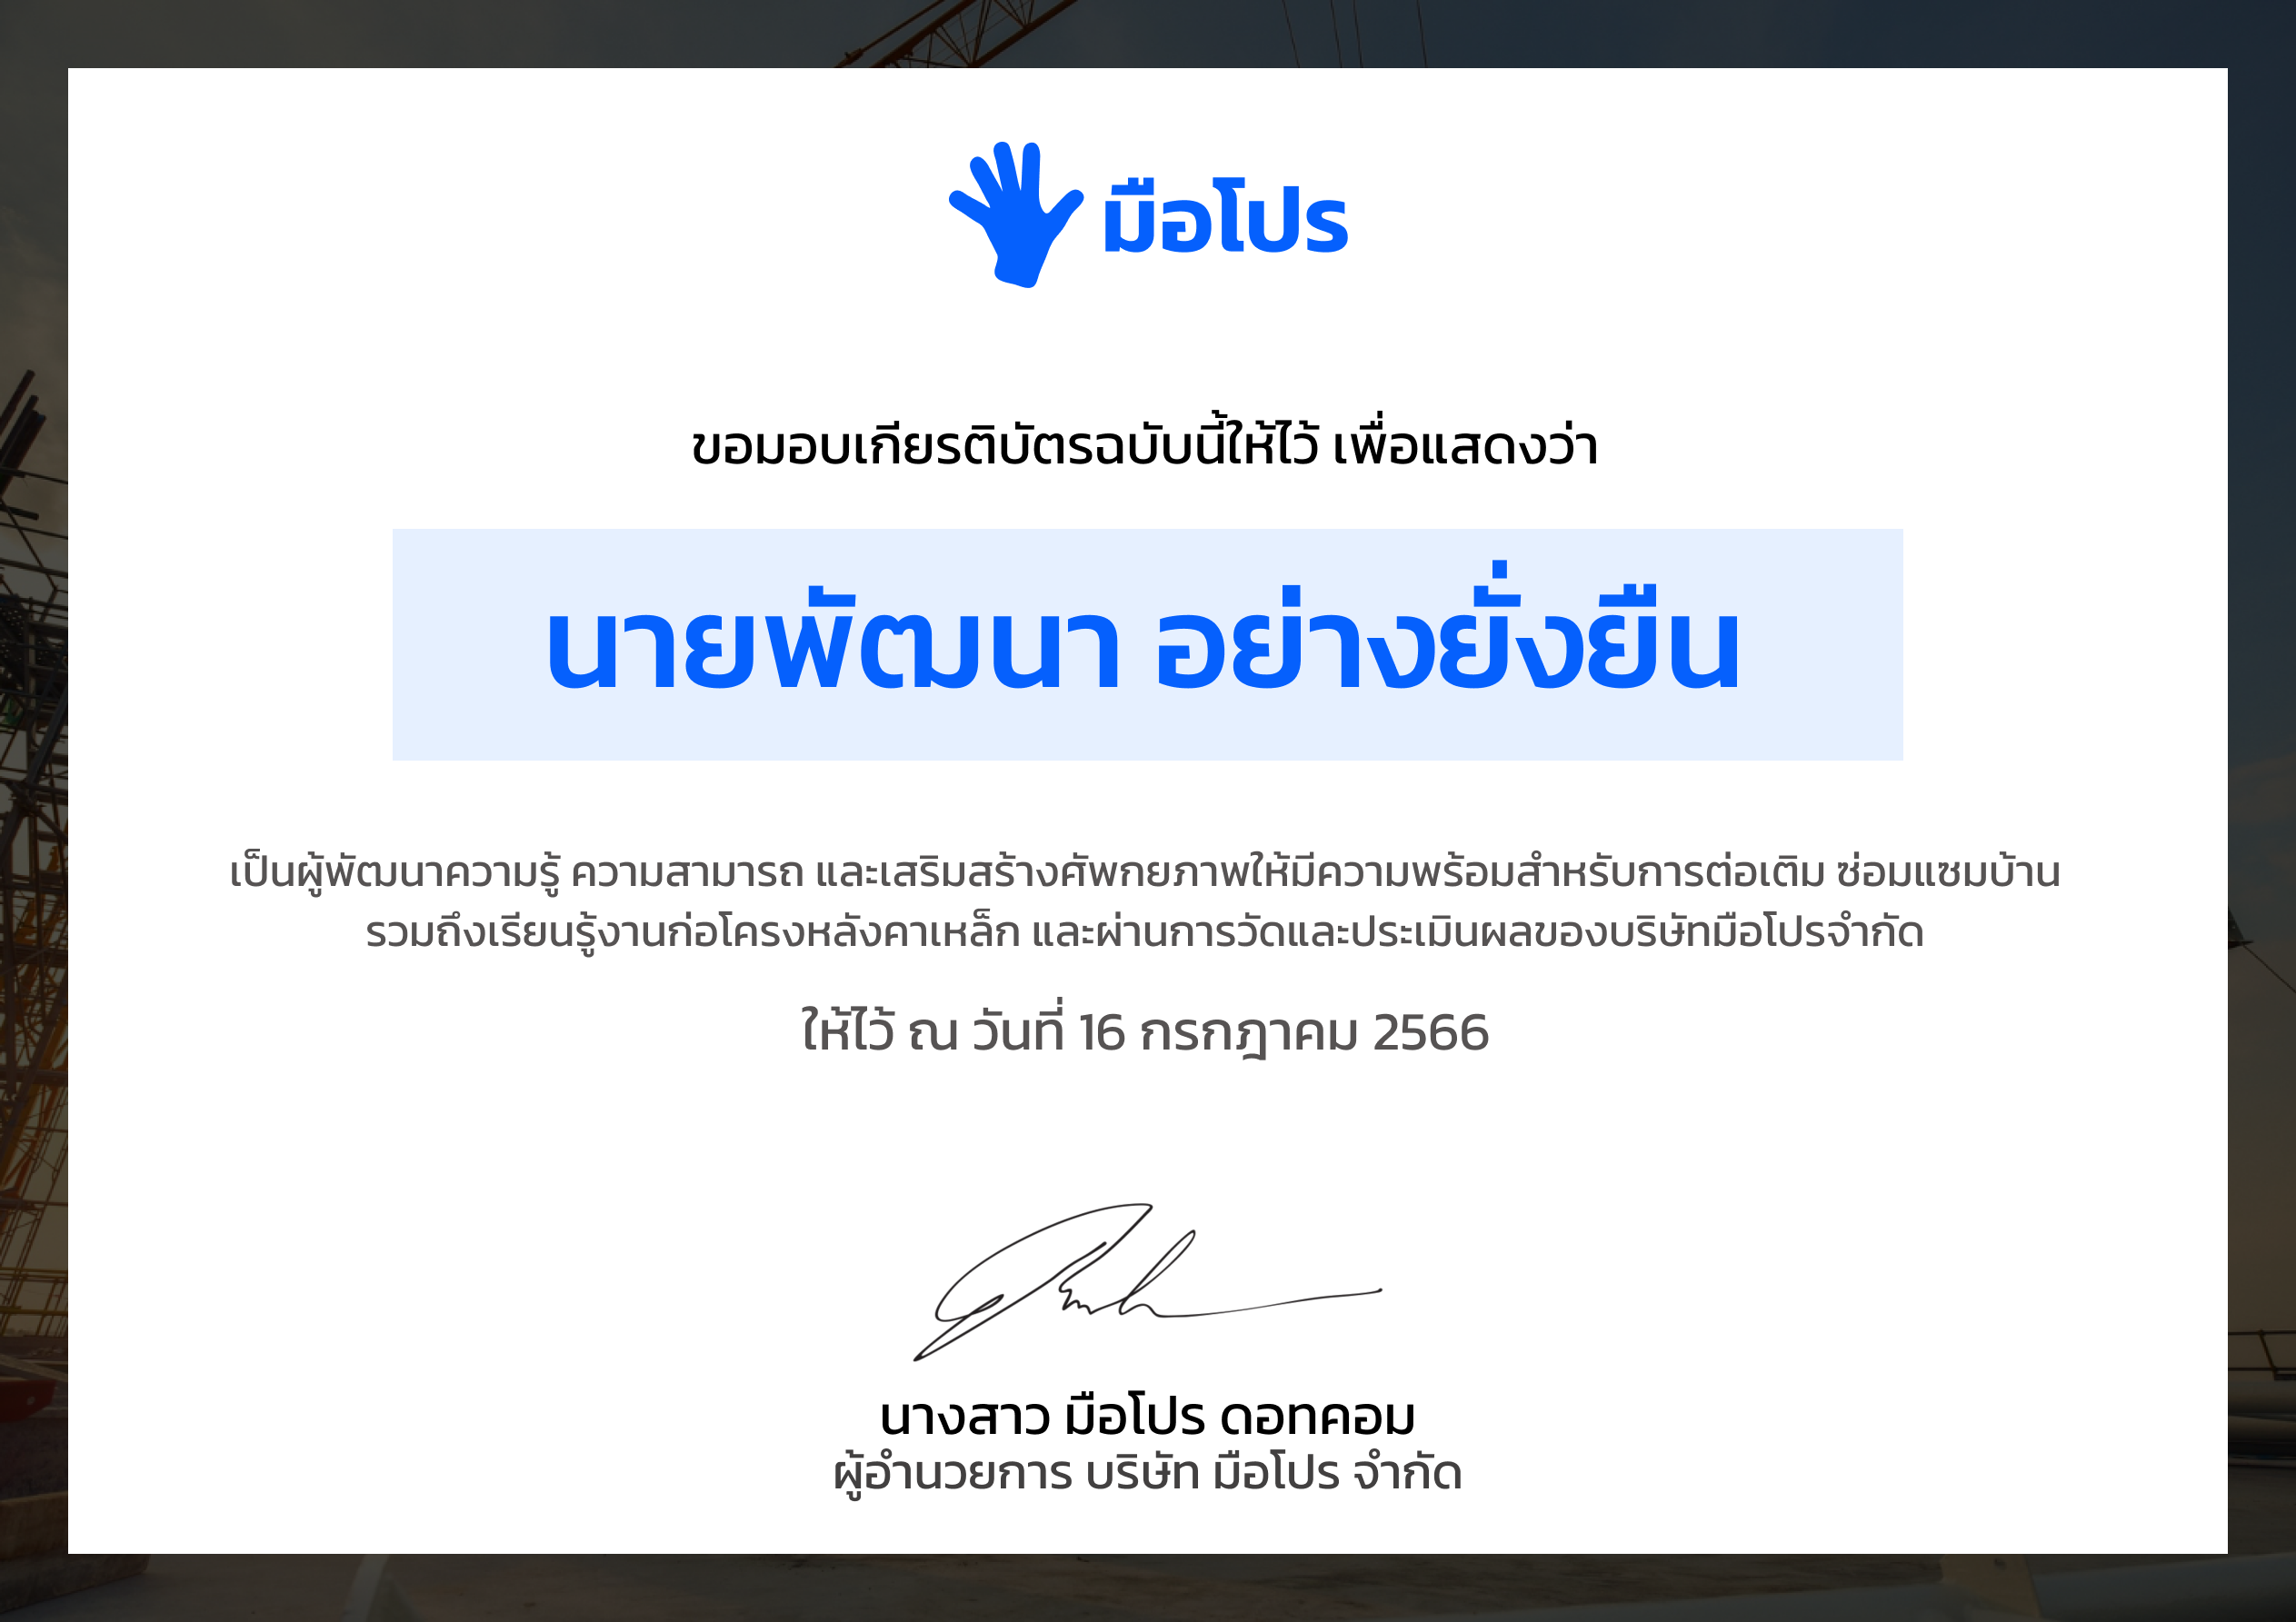 มือโปร
ขอมอบเกียรติบัตรฉบับนี้ให้ไว้ เพื่อแสดงว่า
นายพัฒนา อย่างยั่งยืน
เป็นผู้พัฒนาความรู้ ความสามารถ และเสริมสร้างศัพกยภาพให้มีความพร้อมสำหรับการต่อเติม ซ่อมแซมบ้าน
รวมถึงเรียนรู้งานก่อโครงหลังคาเหล็ก และผ่านการวัดและประเมินผลของบริษัทมือโปรจำกัด
ให้ไว้ ณ วันที่ 16 กรกฎาคม 2566
นางสาว มือโปร ดอทคอม
ผู้อำนวยการ บริษัท มือโปร จำกัด